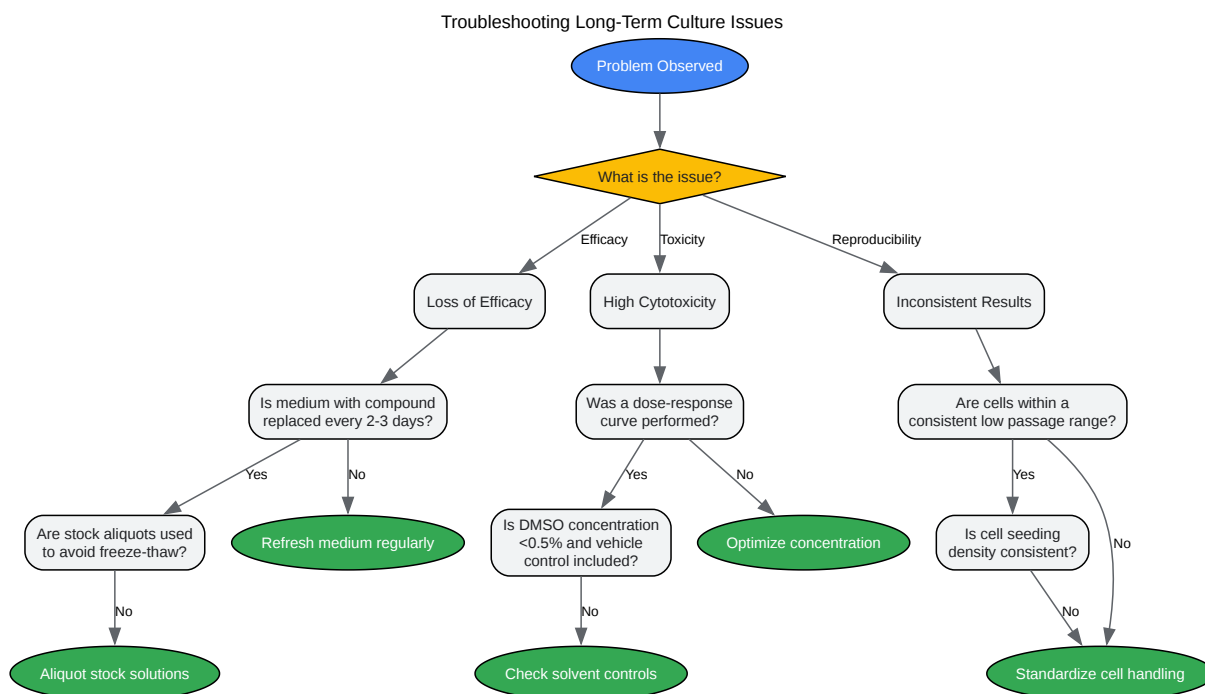 Troubleshooting Long-Term Culture Issues
Problem Observed
What is the issue?
Efficacy
Toxicity
Reproducibility
Loss of Efficacy
High Cytotoxicity
Inconsistent Results
Is medium with compound
replaced every 2-3 days?
Was a dose-response
curve performed?
Are cells within a
consistent low passage range?
Yes
No
Yes
No
Yes
No
Are stock aliquots used
to avoid freeze-thaw?
Refresh medium regularly
Is DMSO concentration
<0.5% and vehicle
control included?
Optimize concentration
Is cell seeding
density consistent?
No
No
No
Aliquot stock solutions
Check solvent controls
Standardize cell handling